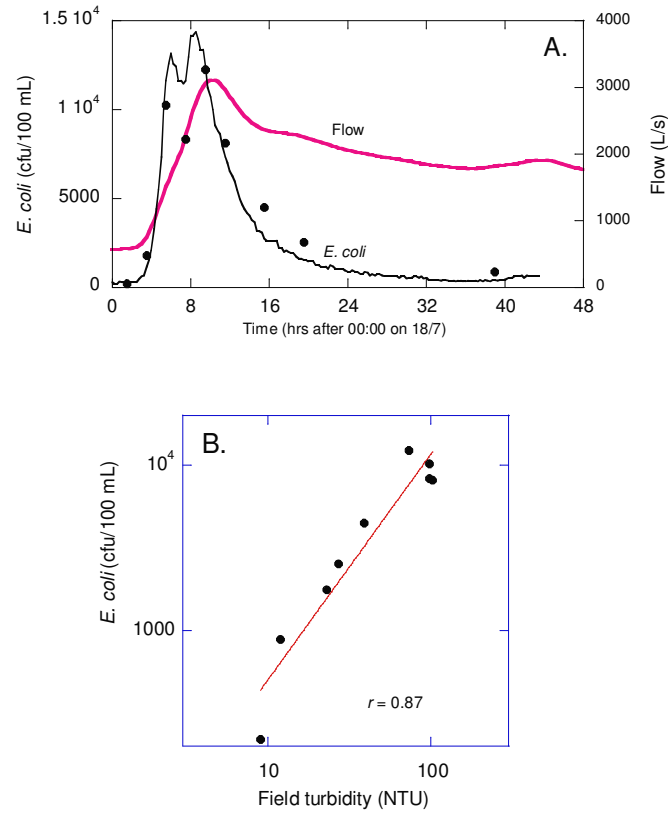 A.
1.5 10⁴
1 10⁴
5000
0
E. coli (cfu/100 mL)
4000
3000
2000
1000
0
Flow (L/s)
Flow
E. coli
0 8 16 24 32 40 48
Time (hrs after 00:00 on 18/7)
B.
10⁴
1000
E. coli (cfu/100 mL)
r = 0.87
10 100
Field turbidity (NTU)